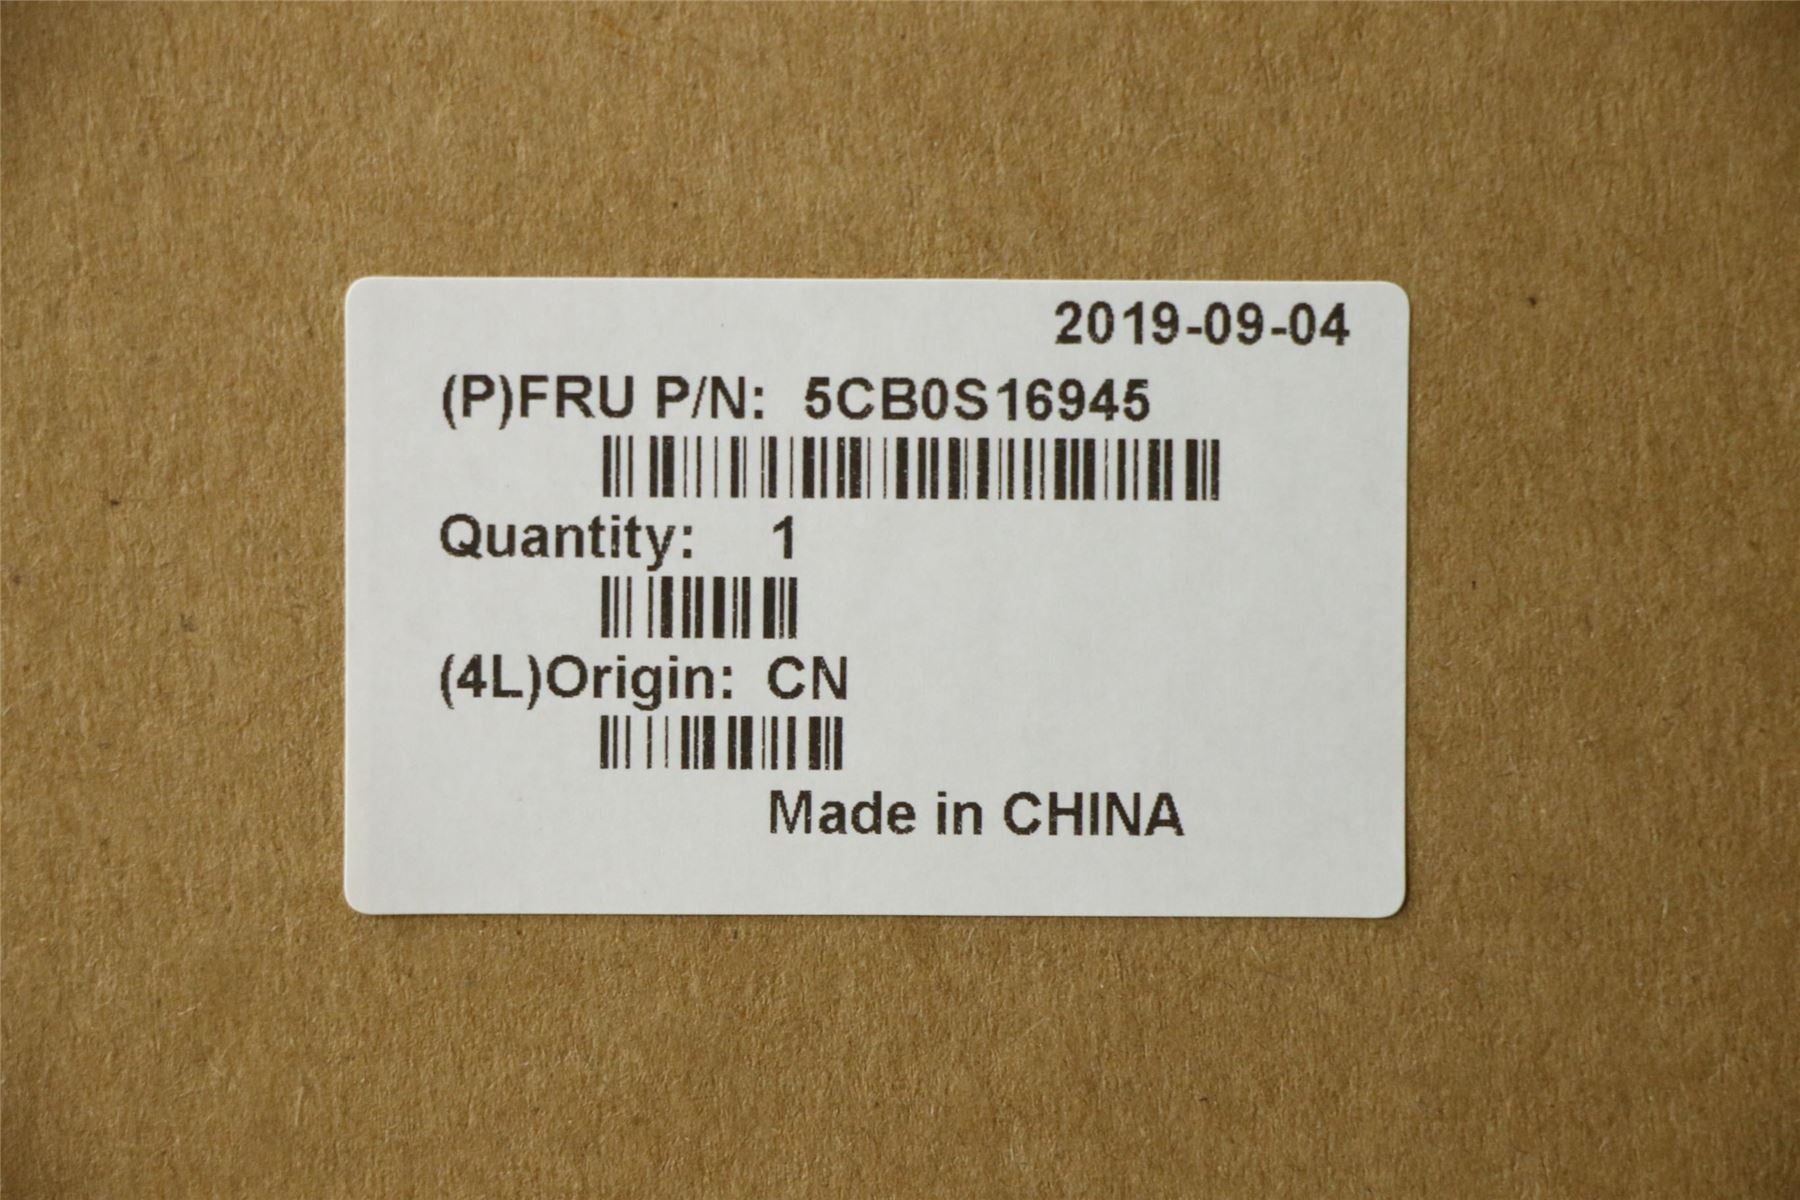 2019-09-04
(P)FRU P/N: 5CB0S16945
Quantity: 1
(4L)Origin: CN
Made in CHINA